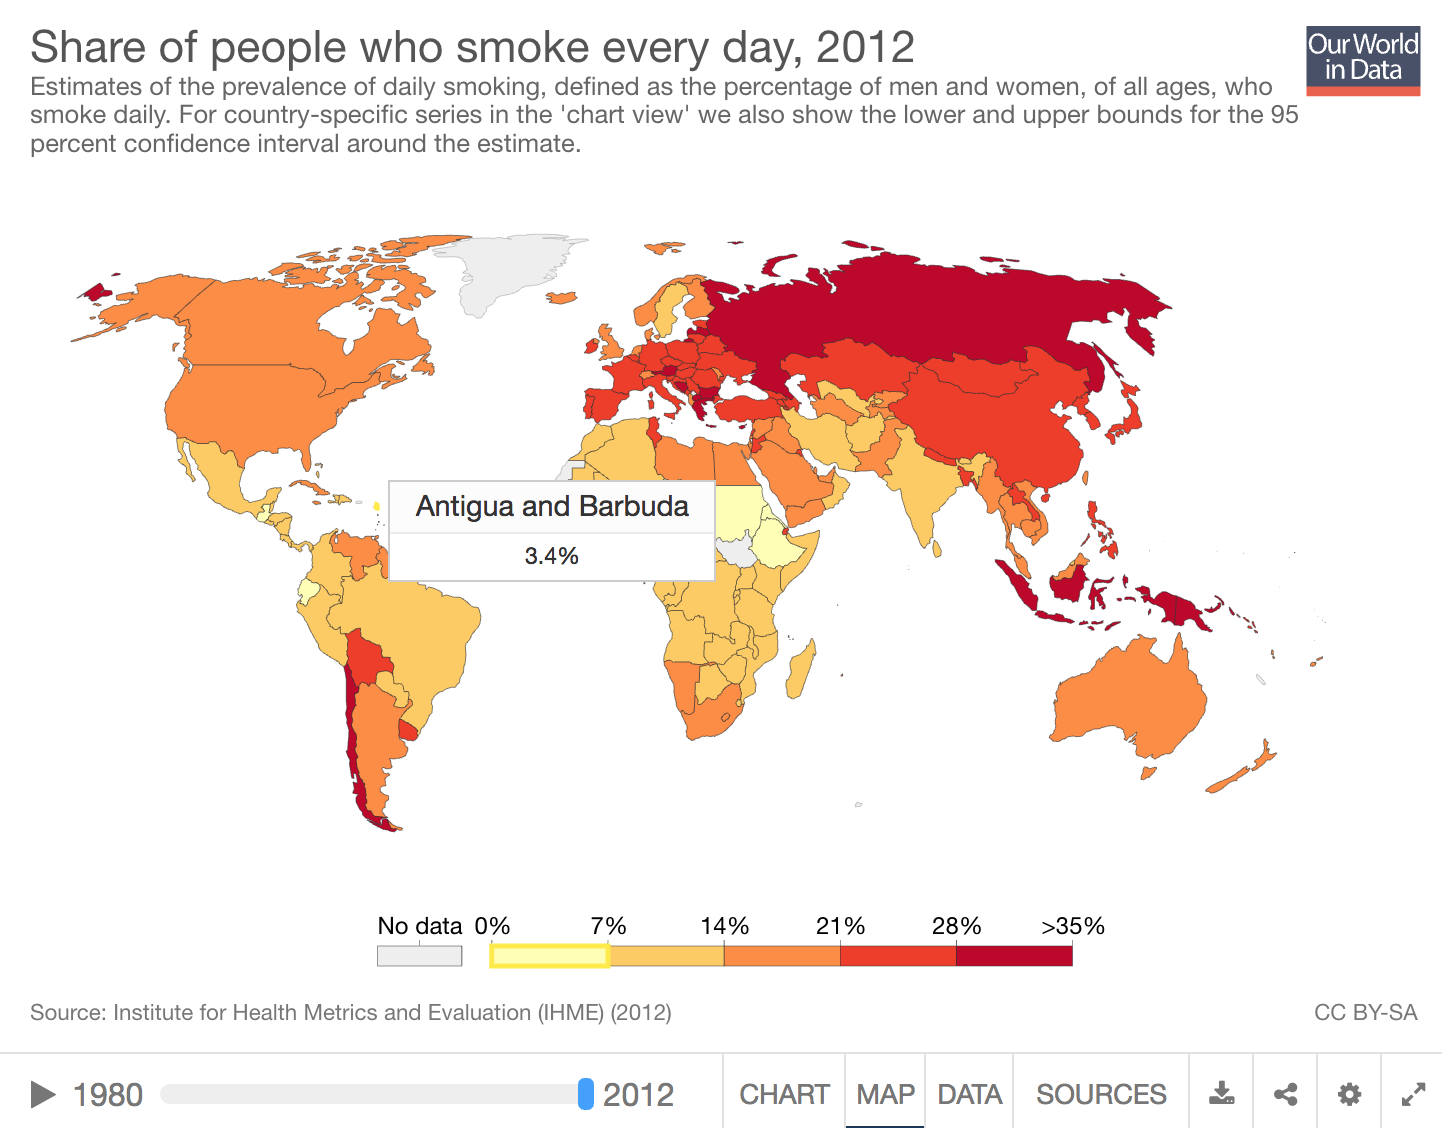 Share of people who smoke every day, 2012
Our World
in Data
Estimates of the prevalence of daily smoking, defined as the percentage of men and women, of all ages, who
smoke daily. For country-specific series in the 'chart view' we also show the lower and upper bounds for the 95
percent confidence interval around the estimate.
Antigua and Barbuda
3.4%
No data 0% 7% 14% 21% 28% >35%
Source: Institute for Health Metrics and Evaluation (IHME) (2012)
CC BY-SA
1980 2012 CHART MAP DATA SOURCES